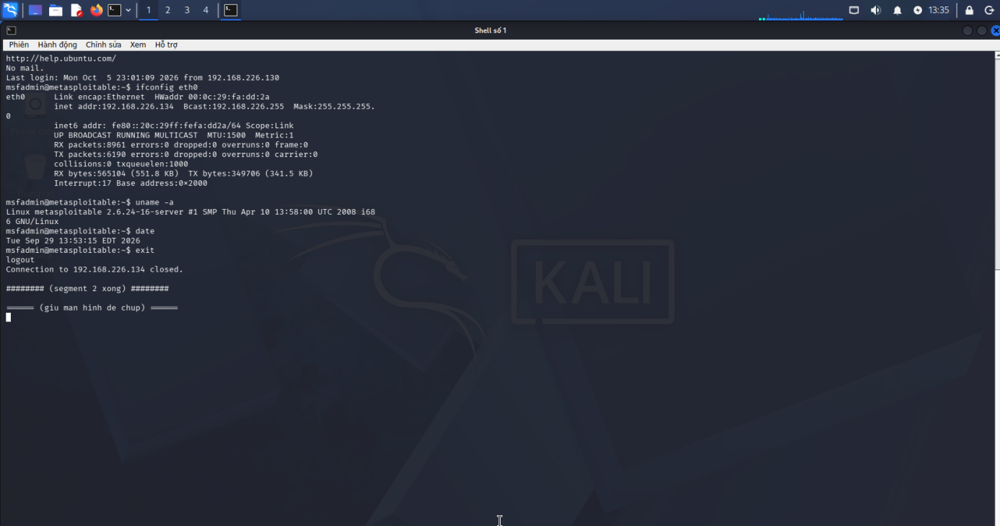 1 2 3 4 13:35
Shell số 1
Phiên Hành động Chỉnh sửa Xem Hỗ trợ
http://help.ubuntu.com/
No mail.
Last login: Mon Oct  5 23:01:09 2026 from 192.168.226.130
msfadmin@metasploitable:~$ ifconfig eth0
eth0      Link encap:Ethernet  HWaddr 00:0c:29:fa:dd:2a
          inet addr:192.168.226.134  Bcast:192.168.226.255  Mask:255.255.255.
0
          inet6 addr: fe80::20c:29ff:fefa:dd2a/64 Scope:Link
          UP BROADCAST RUNNING MULTICAST  MTU:1500  Metric:1
          RX packets:8961 errors:0 dropped:0 overruns:0 frame:0
          TX packets:6190 errors:0 dropped:0 overruns:0 carrier:0
          collisions:0 txqueuelen:1000
          RX bytes:565104 (551.8 KB)  TX bytes:349706 (341.5 KB)
          Interrupt:17 Base address:0×2000
msfadmin@metasploitable:~$ uname -a
Linux metasploitable 2.6.24-16-server #1 SMP Thu Apr 10 13:58:00 UTC 2008 i68
6 GNU/Linux
msfadmin@metasploitable:~$ date
Tue Sep 29 13:53:15 EDT 2026
msfadmin@metasploitable:~$ exit
logout
Connection to 192.168.226.134 closed.
######## (segment 2 xong) ########
====== (giu man hinh de chup) ======
KALI